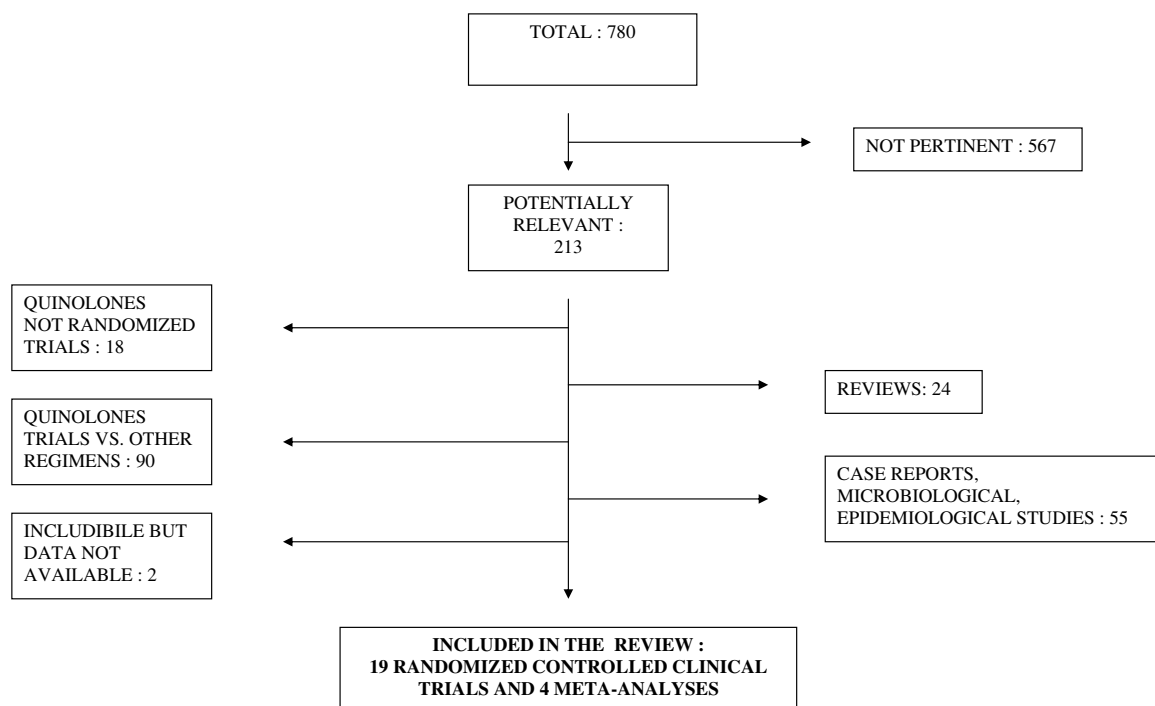 TOTAL : 780
NOT PERTINENT : 567
POTENTIALLY
RELEVANT :
213
QUINOLONES
NOT RANDOMIZED
TRIALS : 18
REVIEWS: 24
QUINOLONES
TRIALS VS. OTHER
REGIMENS : 90
CASE REPORTS,
MICROBIOLOGICAL,
EPIDEMIOLOGICAL STUDIES : 55
INCLUDIBILE BUT
DATA NOT
AVAILABLE : 2
INCLUDED IN THE REVIEW :
19 RANDOMIZED CONTROLLED CLINICAL
TRIALS AND 4 META-ANALYSES